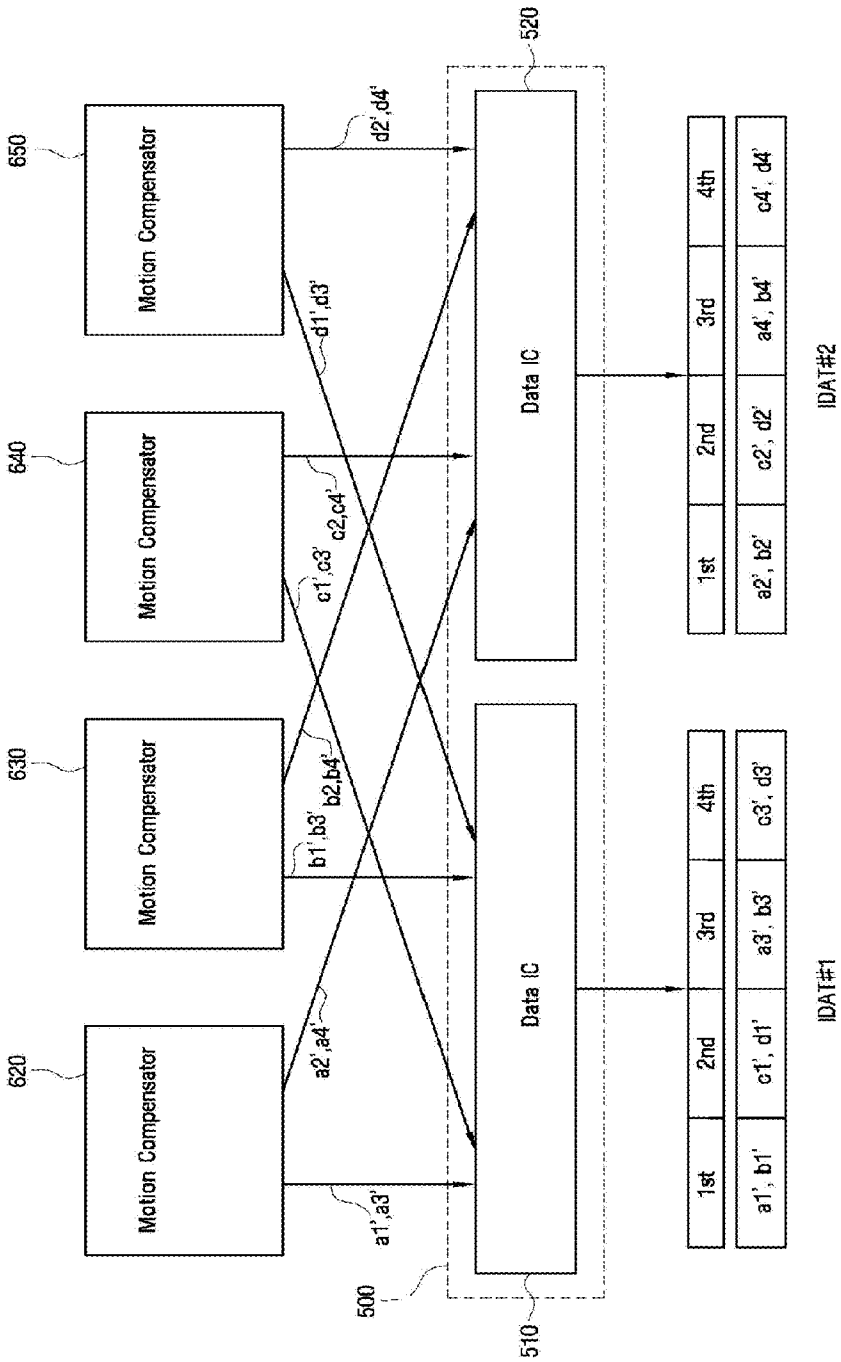 620
630
640
650
Motion Compensator
Motion Compensator
Motion Compensator
Motion Compensator
a1',a3'
a2',a4'
b1',b3'
b2,b4'
c1',c3'
c2,c4'
d1',d3'
d2',d4'
500
510
Data IC
Data IC
520
1st 2nd 3rd 4th
a1', b1' c1', d1' a3', b3' c3', d3'
IDAT#1
1st 2nd 3rd 4th
a2', b2' c2', d2' a4', b4' c4', d4'
IDAT#2